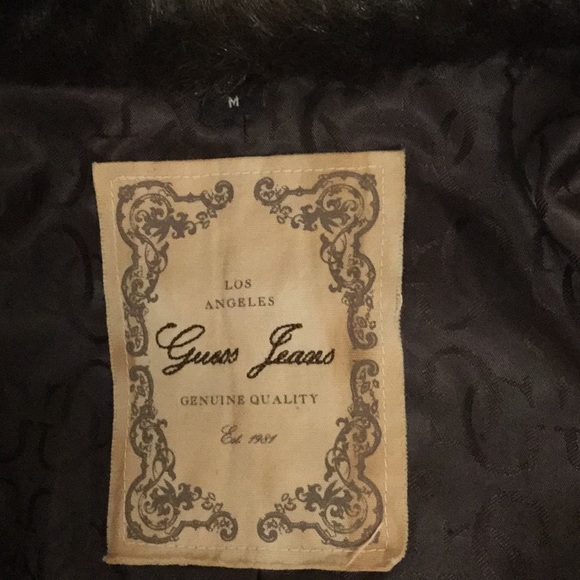 M
LOS
ANGELES
Guess Jeans
GENUINE QUALITY
Est. 1981